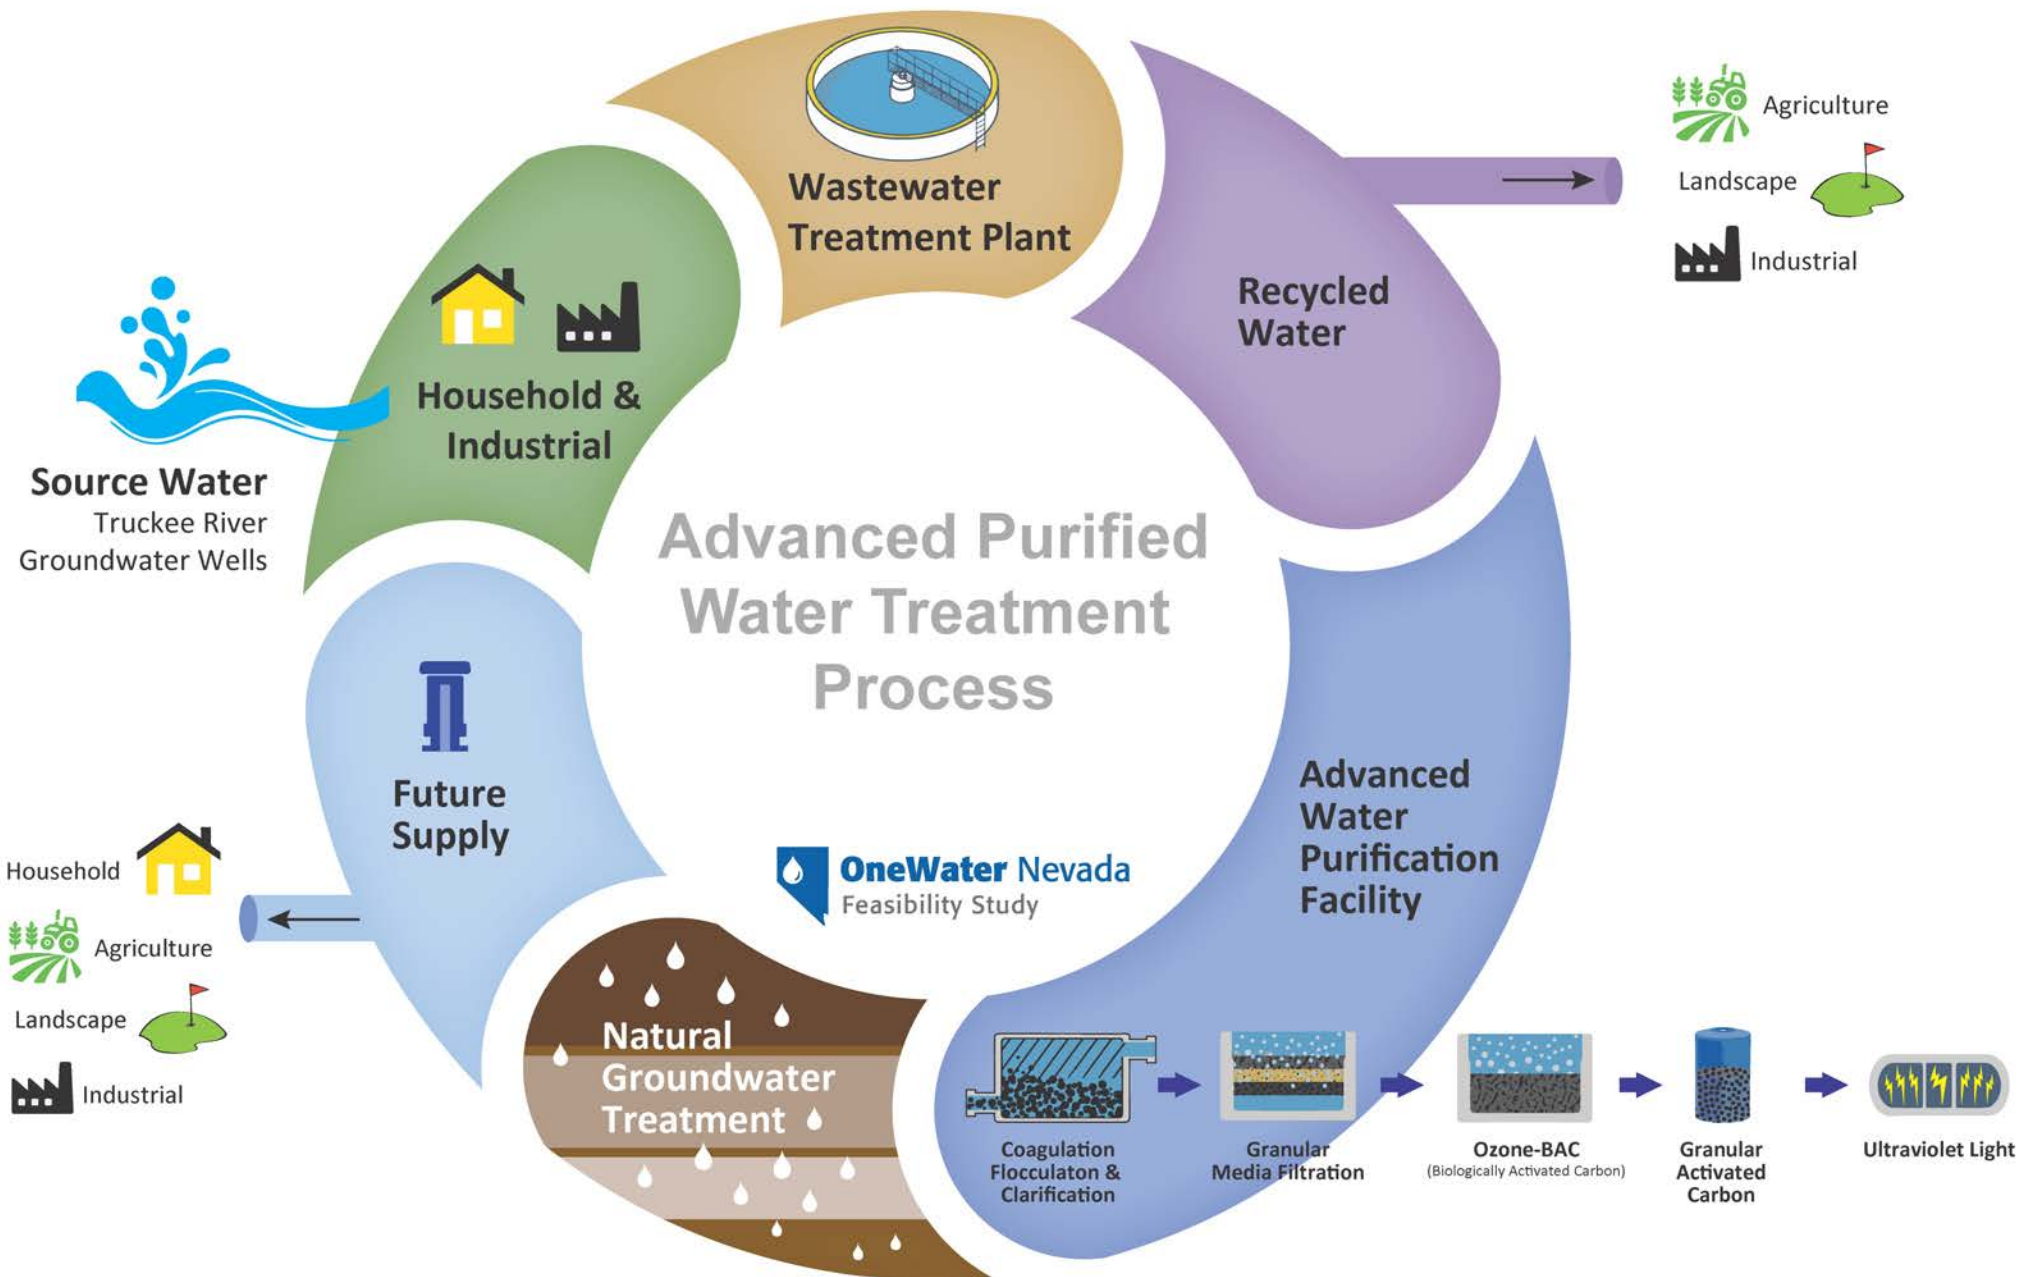 Wastewater
Treatment Plant
Recycled
Water
Agriculture
Landscape
Industrial
Household &
Industrial
Source Water
Truckee River
Groundwater Wells
Advanced Purified
Water Treatment
Process
Future
Supply
Household
Agriculture
Landscape
Industrial
OneWater Nevada
Feasibility Study
Advanced
Water
Purification
Facility
Natural
Groundwater
Treatment
Coagulation
Flocculaton &
Clarification
Granular
Media Filtration
Ozone-BAC
(Biologically Activated Carbon)
Granular
Activated
Carbon
Ultraviolet Light